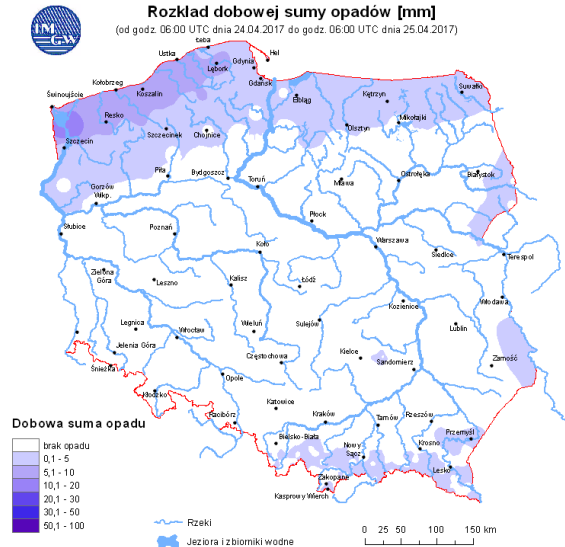 IM
GW
Rozkład dobowej sumy opadów [mm]
(od godz. 06:00 UTC dnia 24.04.2017 do godz. 06:00 UTC dnia 25.04.2017)
Łeba
Ustka
Hel
Gdynia
Lębork
Gdańsk
Kołobrzeg
Koszalin
Świnoujście
Elbląg
Kętrzyn
Suwałki
Resko
Szczecinek
Chojnice
Olsztyn
Mikołajki
Szczecin
Piła
Bydgoszcz
Toruń
Mława
Ostrołęka
Białystok
Gorzów
Wlkp.
Płock
Słubice
Poznań
Koło
Warszawa
Siedlce
Terespol
Zielona
Góra
Leszno
Kalisz
Łódź
Kozienice
Włodawa
Legnica
Wrocław
Wieluń
Sulejów
Lublin
Jelenia Góra
Śnieżka
Częstochowa
Kielce
Sandomierz
Zamość
Kłodzko
Opole
Katowice
Racibórz
Kraków
Tarnów
Rzeszów
Bielsko-Biała
Nowy
Sącz
Krosno
Przemyśl
Lesko
Zakopane
Kasprowy Wierch
Dobowa suma opadu
brak opadu
0,1 - 5
5,1 - 10
10,1 - 20
20,1 - 30
30,1 - 50
50,1 - 100
Rzeki
Jeziora i zbiorniki wodne
0 25 50 100 150 km